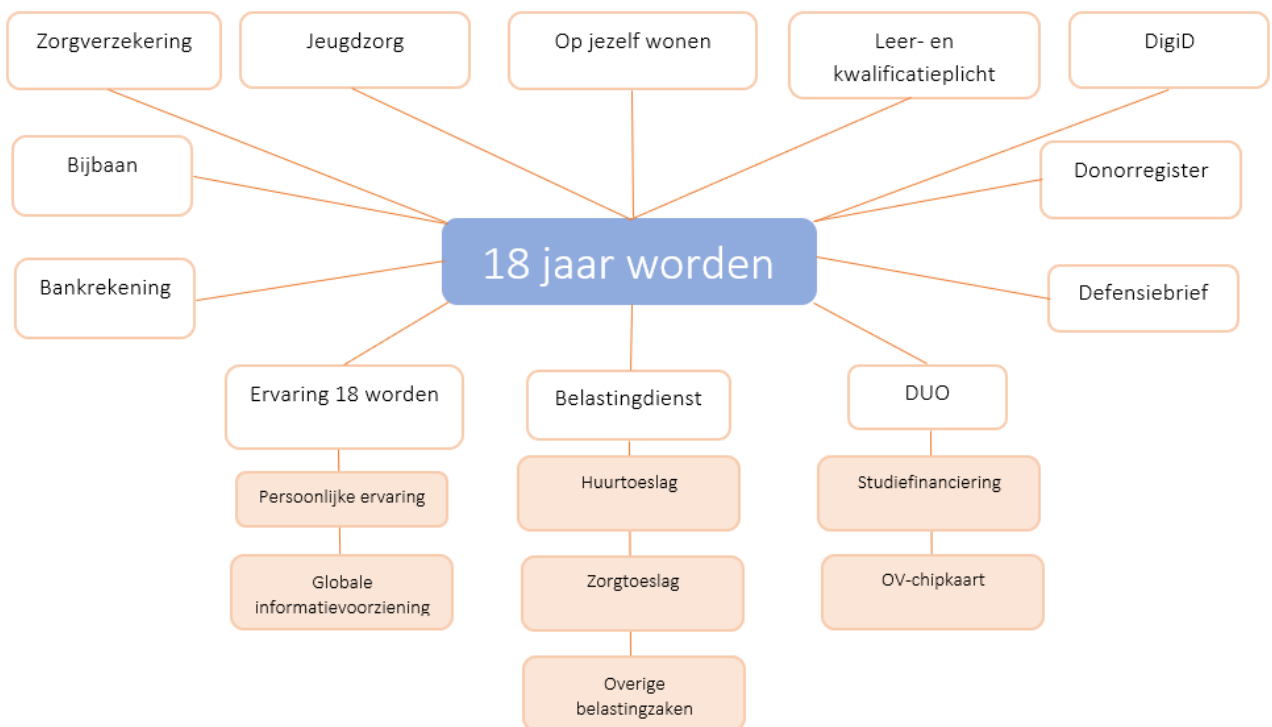 Zorgverzekering
Jeugdzorg
Op jezelf wonen
Leer- en
kwalificatieplicht
DigiD
Bijbaan
Donorregister
18 jaar worden
Bankrekening
Defensiebrief
Ervaring 18 worden
Belastingdienst
DUO
Persoonlijke ervaring
Huurtoeslag
Studiefinanciering
Globale
informatievoorziening
Zorgtoeslag
OV-chipkaart
Overige
belastingzaken